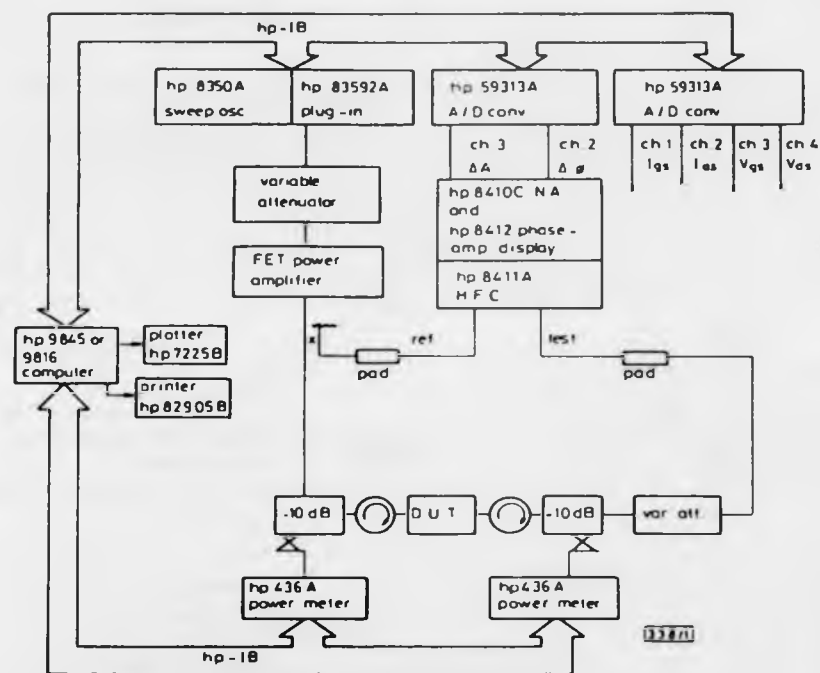 hp-IB
hp 8350A
sweep osc
hp 83592A
plug-in
hp 59313A
A/D conv
hp 59313A
A/D conv
ch 3
ΔA
ch 2
Δø
ch 1
Igs
ch 2
ch 3
Vgs
ch 4
Vds
variable
attenuator
hp 8410C NA
and
hp 8412 phase-
amp display
FET power
amplifier
hp 8411A
HFC
hp 9845 or
9816
computer
plotter
hp 7225B
printer
hp 82905B
x
ref
pad
test
pad
-10 dB
DUT
-10dB
var att.
hp 436A
power meter
hp 436A
power meter
hp-IB